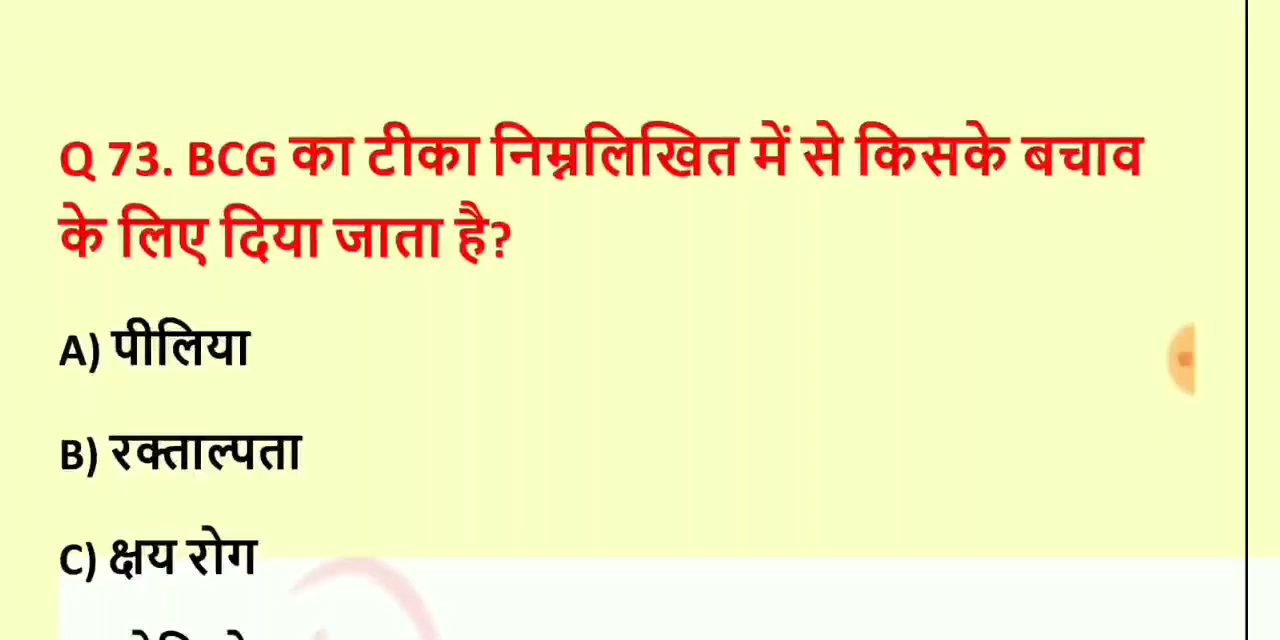 Q 73. BCG का टीका निम्नलिखित में से किसके बचाव
के लिए दिया जाता है?
A) पीलिया
B) रक्ताल्पता
C) क्षय रोग